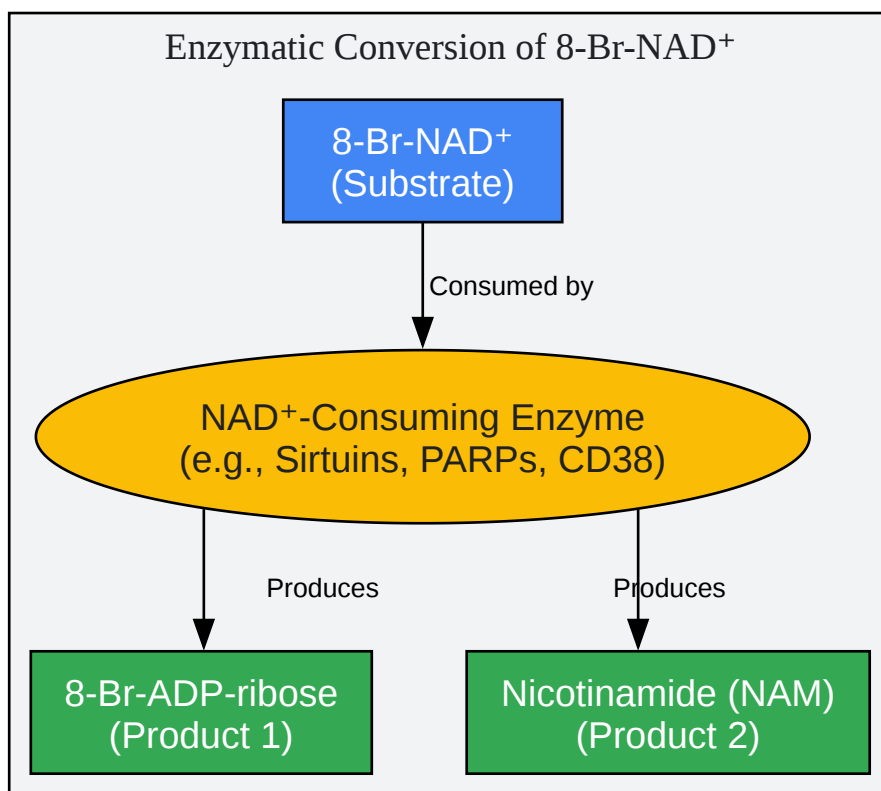 Enzymatic Conversion of 8-Br-NAD⁺
8-Br-NAD⁺
(Substrate)
Consumed by
NAD⁺-Consuming Enzyme
(e.g., Sirtuins, PARPs, CD38)
Produces
Produces
8-Br-ADP-ribose
(Product 1)
Nicotinamide (NAM)
(Product 2)